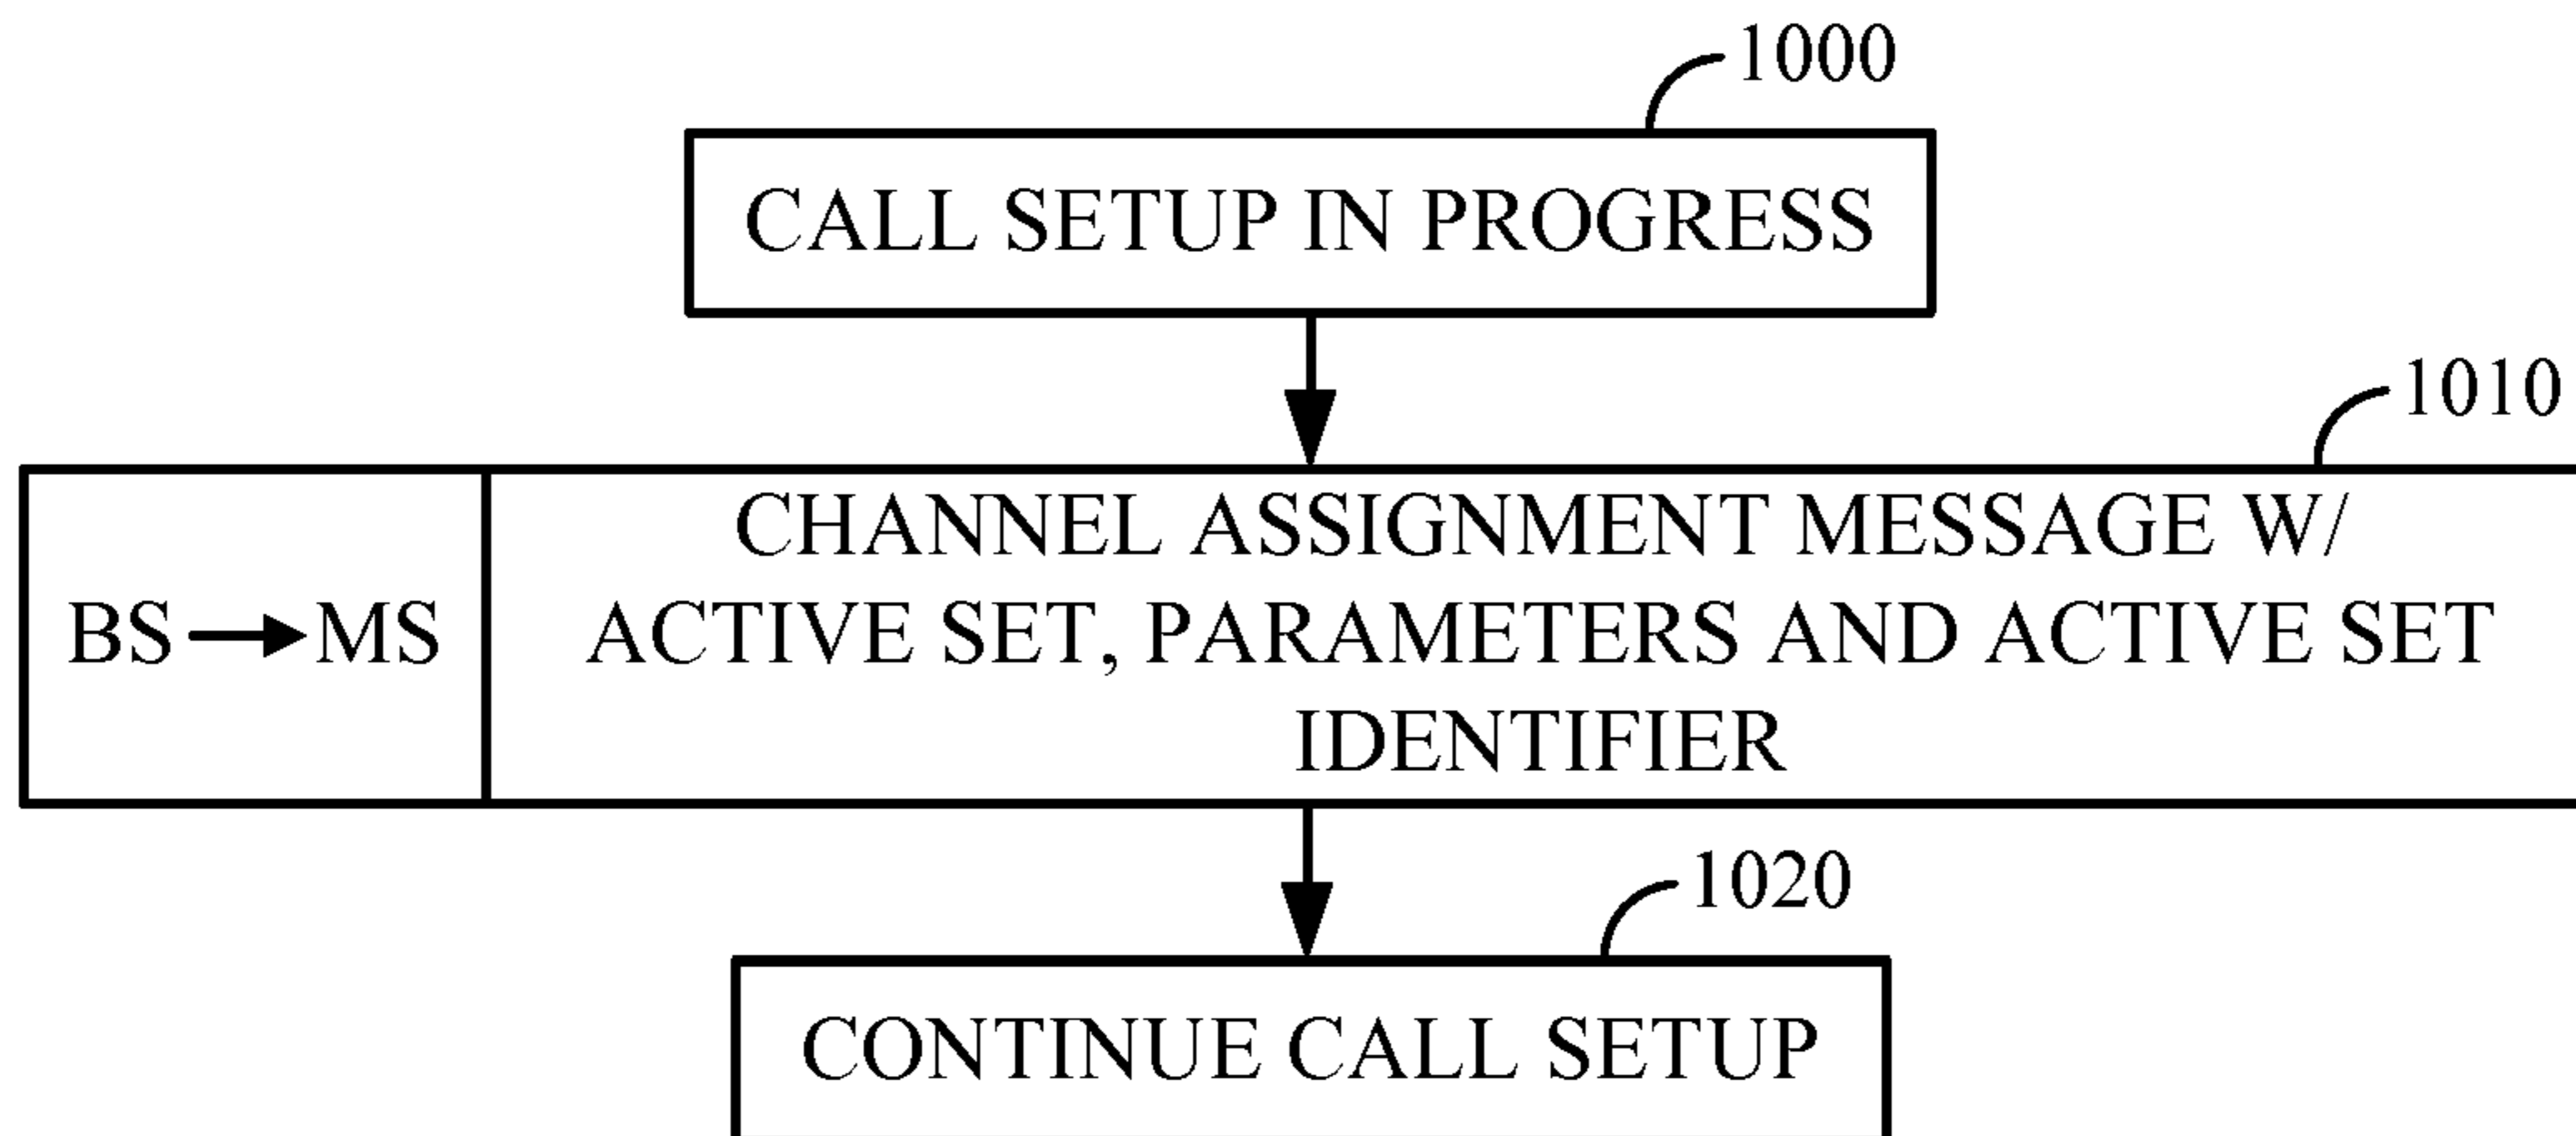 1000
CALL SETUP IN PROGRESS
1010
CHANNEL ASSIGNMENT MESSAGE W/
BS MS
ACTIVE SET, PARAMETERS AND ACTIVE SET
IDENTIFIER
1020
CONTINUE CALL SETUP